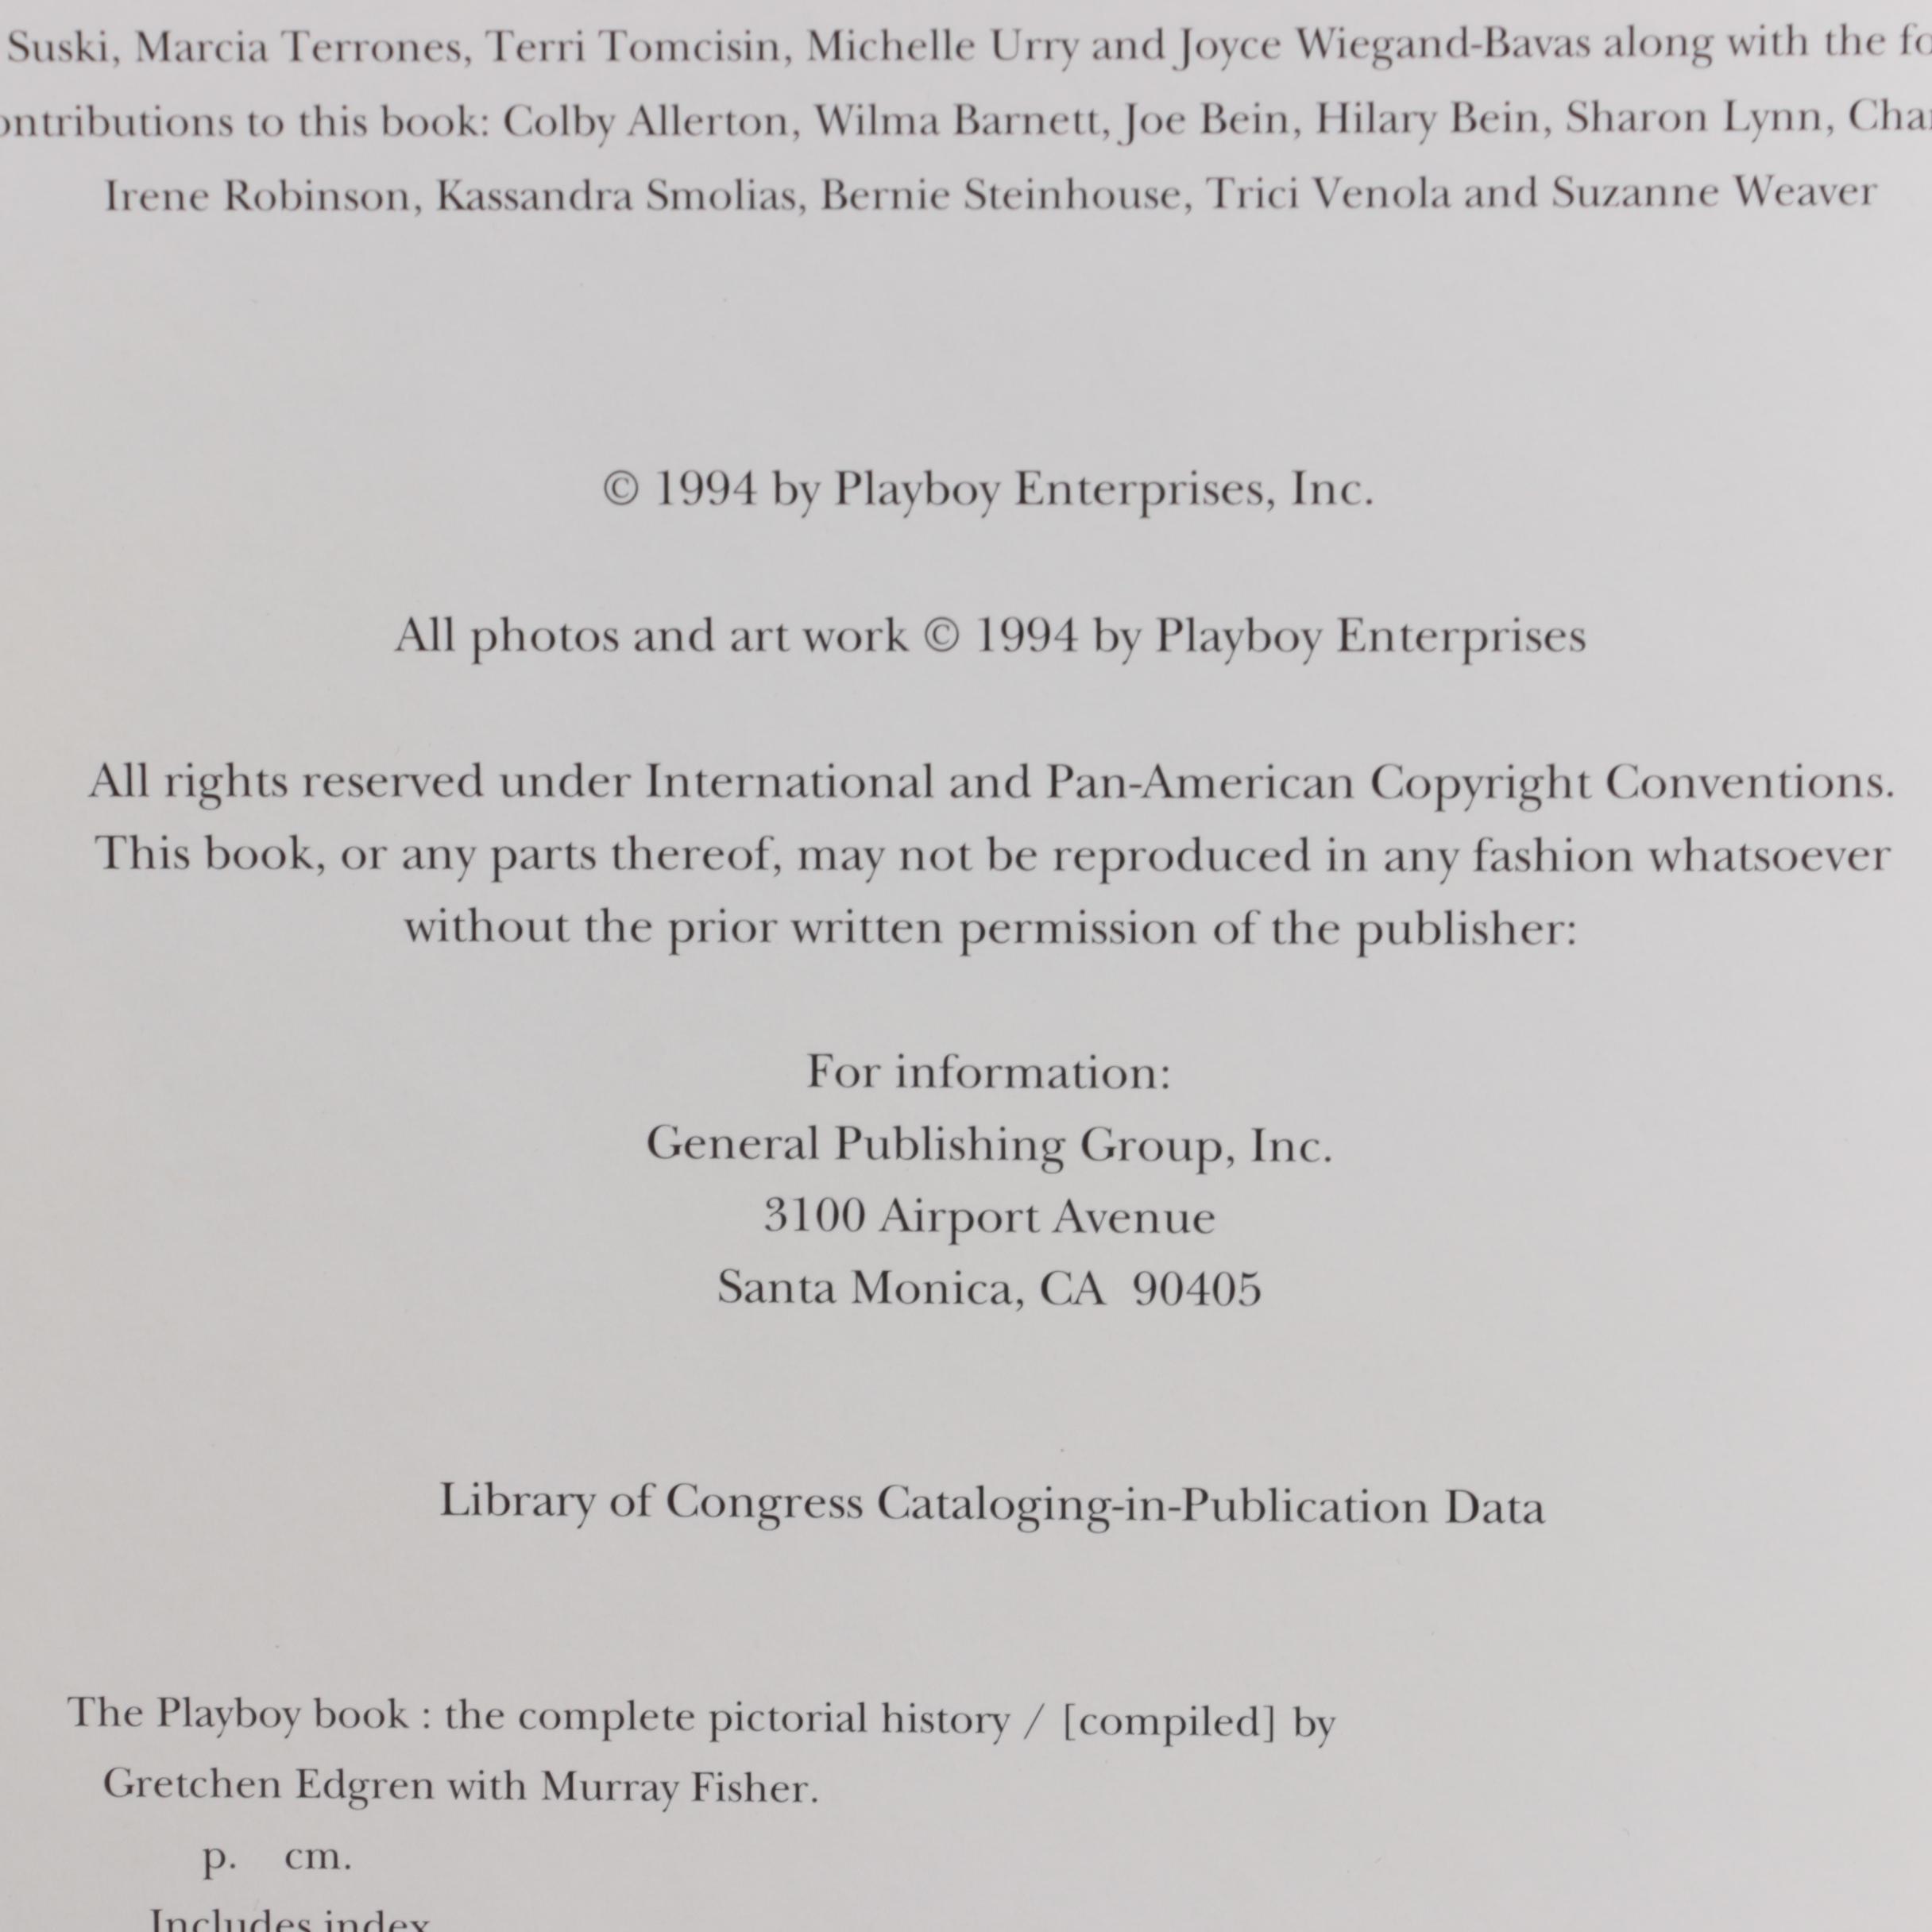 Suski, Marcia Terrones, Terri Tomcisin, Michelle Urry and Joyce Wiegand-Bavas along with the
to this book: Colby Allerton, Wilma Barnett, Joe Bein, Hilary Bein, Sharon Lynn,
Irene Robinson, Kassandra Smolias, Bernie Steinhouse, Trici Venola and Suzanne Weaver
© 1994 by Playboy Enterprises, Inc.
All photos and art work © 1994 by Playboy Enterprises
All rights reserved under International and Pan-American Copyright Conventions.
This book, or any parts thereof, may not be reproduced in any fashion whatsoever
without the prior written permission of the publisher:
For information:
General Publishing Group, Inc.
3100 Airport Avenue
Santa Monica, CA 90405
Library of Congress Cataloging-in-Publication Data
The Playboy book : the complete pictorial history / [compiled] by
Gretchen Edgren with Murray Fisher.
p. cm.
Includes index